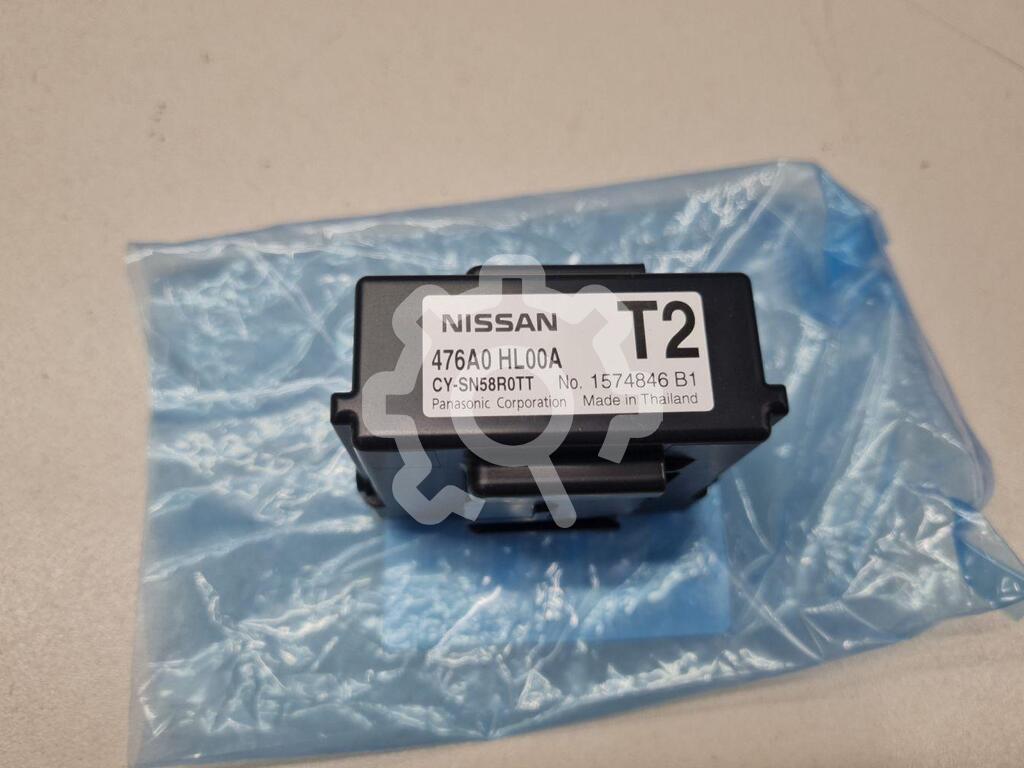 NISSAN T2
476A0 HL00A
CY-SN58R0TT No. 1574846 B1
Panasonic Corporation Made in Thailand